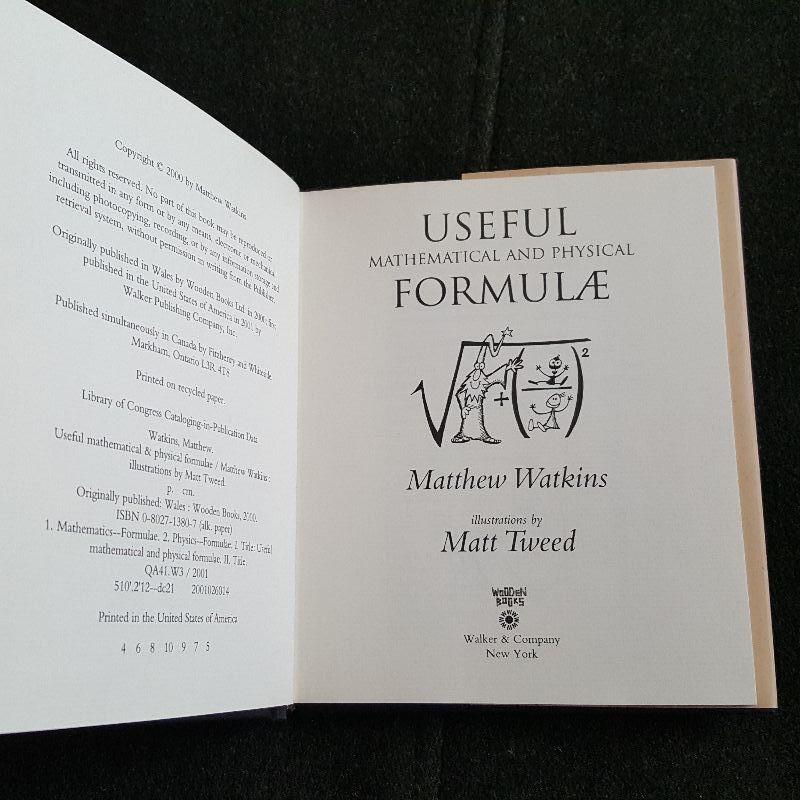 Copyright © 2000 by Matthew Watkins
All rights reserved. No part of this book may be reproduced or
transmitted in any form or by any means, electronic or mechanical
including photocopying, recording, or by any information storage and
retrieval system, without permission in writing from the Publisher.
Originally published in Wales by Wooden Books Ltd. in 2000; first
published in the United States of America in 2001 by
Walker Publishing Company, Inc.
Published simultaneously in Canada by Fitzhenry and Whiteside,
Markham, Ontario L3R 4T8
Printed on recycled paper.
Library of Congress Cataloging-in-Publication Data
Watkins, Matthew.
Useful mathematical & physical formulae / Matthew Watkins ;
illustrations by Matt Tweed.
p. cm.
Originally published: Wales : Wooden Books, 2000.
ISBN 0-8027-1380-7 (alk. paper)
1. Mathematics--Formulae. 2. Physics--Formulae. I. Title: Useful
mathematical and physical formulae. II. Title.
QA41.W3 / 2001
510'.2'12--dc21 2001026914
Printed in the United States of America
4 6 8 10 9 7 5
USEFUL
MATHEMATICAL AND PHYSICAL
FORMULÆ
2
+
Matthew Watkins
illustrations by
Matt Tweed
WOODEN
BOOKS
Walker & Company
New York